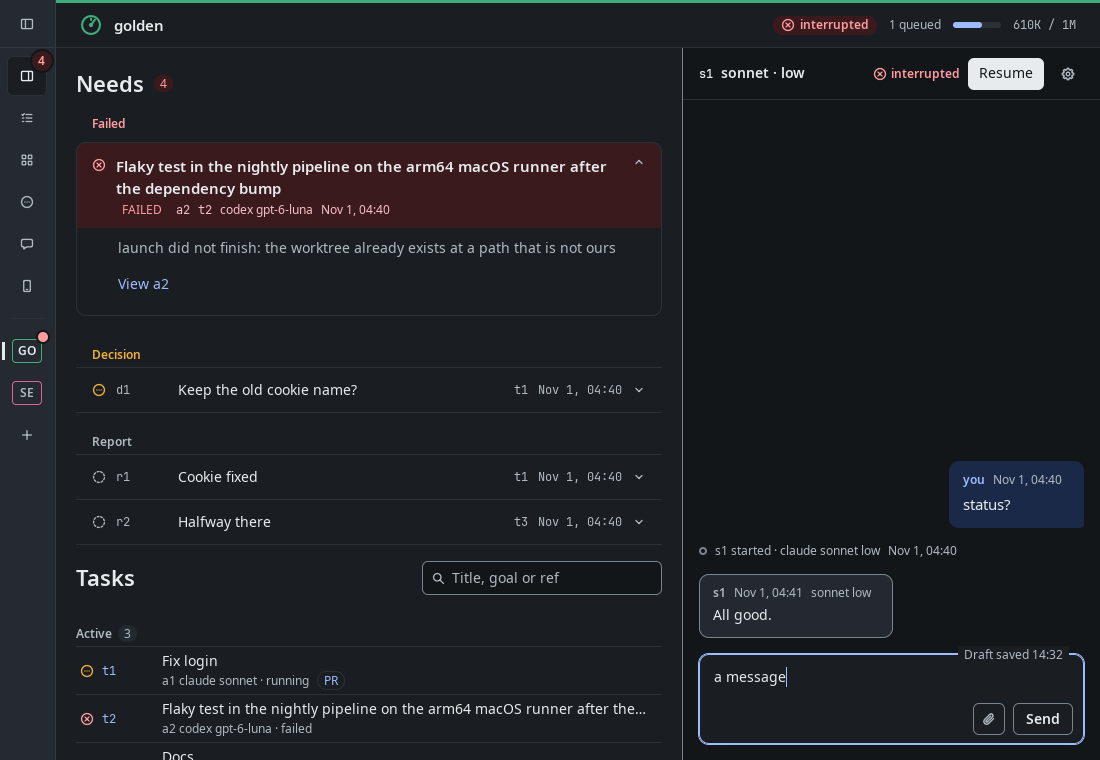 golden
interrupted
1 queued
610K / 1M
4
GO
SE
Needs 4
Failed
Flaky test in the nightly pipeline on the arm64 macOS runner after
the dependency bump
FAILED a2 t2 codex gpt-6-luna Nov 1, 04:40
launch did not finish: the worktree already exists at a path that is not ours
View a2
Decision
d1 Keep the old cookie name? t1 Nov 1, 04:40
Report
r1 Cookie fixed t1 Nov 1, 04:40
r2 Halfway there t3 Nov 1, 04:40
Tasks
Title, goal or ref
Active 3
t1 Fix login
a1 claude sonnet · running PR
t2 Flaky test in the nightly pipeline on the arm64 macOS runner after the...
a2 codex gpt-6-luna · failed
Docs
s1 sonnet · low
interrupted
Resume
you Nov 1, 04:40
status?
s1 started · claude sonnet low Nov 1, 04:40
s1 Nov 1, 04:41 sonnet low
All good.
Draft saved 14:32
a message
Send